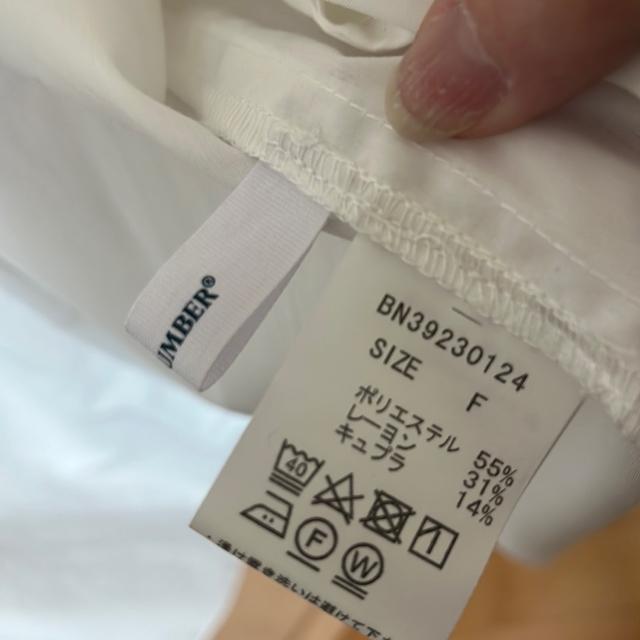 UMBER®
BN39230124
SIZE F
ポリエステル 55%
レーヨン 31%
キュプラ 14%
40
F
W